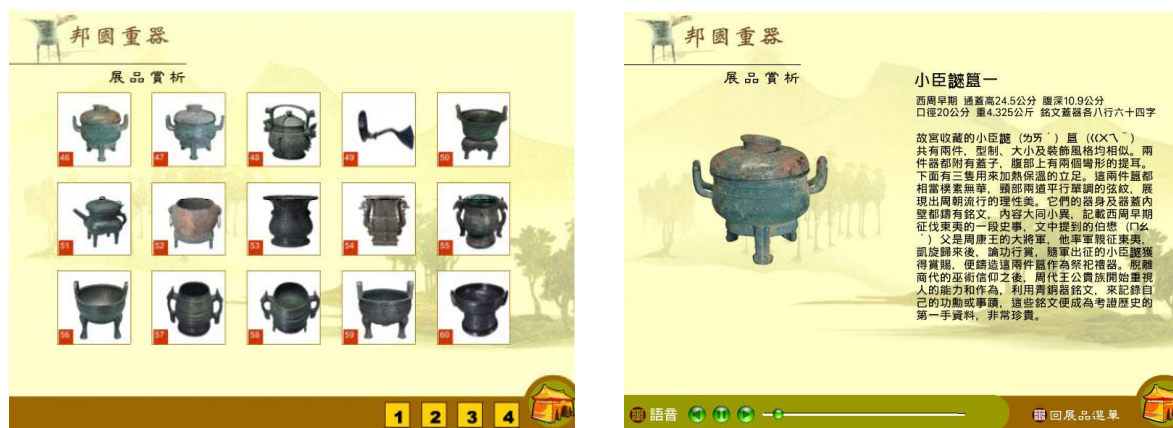 邦國重器
展品賞析
46
47
48
49
50
51
52
53
54
55
56
57
58
59
60
1
2
3
4
邦國重器
展品賞析
小臣謎簋一
西周早期 通蓋高24.5公分 腹深10.9公分
口徑20公分 重4.325公斤 銘文蓋器各八行六十四字
故宮收藏的小臣謎（ㄌㄞˊ）簋（ㄍㄨㄟˇ）
共有兩件，型制、大小及裝飾風格均相似。兩
件器都附有蓋子，腹部上有兩個彎形的提耳。
下面有三隻用來加熱保溫的立足。這兩件簋都
相當樸素無華，頸部兩道平行單調的弦紋，展
現出周朝流行的理性美。它們的器身及器蓋內
壁都鑄有銘文，內容大同小異，記載西周早期
征伐東夷的一段史事，文中提到的伯懋（ㄇㄠ
ˋ）父是周康王的大將軍，他率軍親征東夷，
凱旋歸來後，論功行賞，隨軍出征的小臣謎獲
得賞賜，便鑄造這兩件簋作為祭祀禮器。脫離
商代的巫術信仰之後，周代王公貴族開始重視
人的能力和作為，利用青銅器銘文，來記錄自
己的功勳或事蹟，這些銘文便成為考證歷史的
第一手資料，非常珍貴。
語音
回展品選單